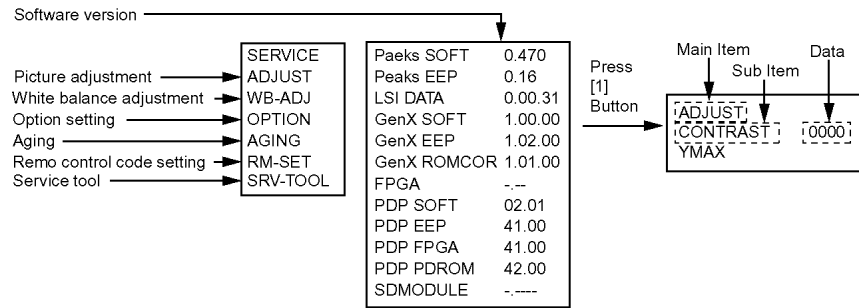 Software version
SERVICE
Picture adjustment ADJUST
White balance adjustment WB-ADJ
Option setting OPTION
Aging AGING
Remo control code setting RM-SET
Service tool SRV-TOOL
Paeks SOFT 0.470
Peaks EEP 0.16
LSI DATA 0.00.31
GenX SOFT 1.00.00
GenX EEP 1.02.00
GenX ROMCOR 1.01.00
FPGA -.--
PDP SOFT 02.01
PDP EEP 41.00
PDP FPGA 41.00
PDP PDROM 42.00
SDMODULE -.----
Press
[1]
Button
Main Item
Sub Item
Data
ADJUST
CONTRAST 0000
YMAX